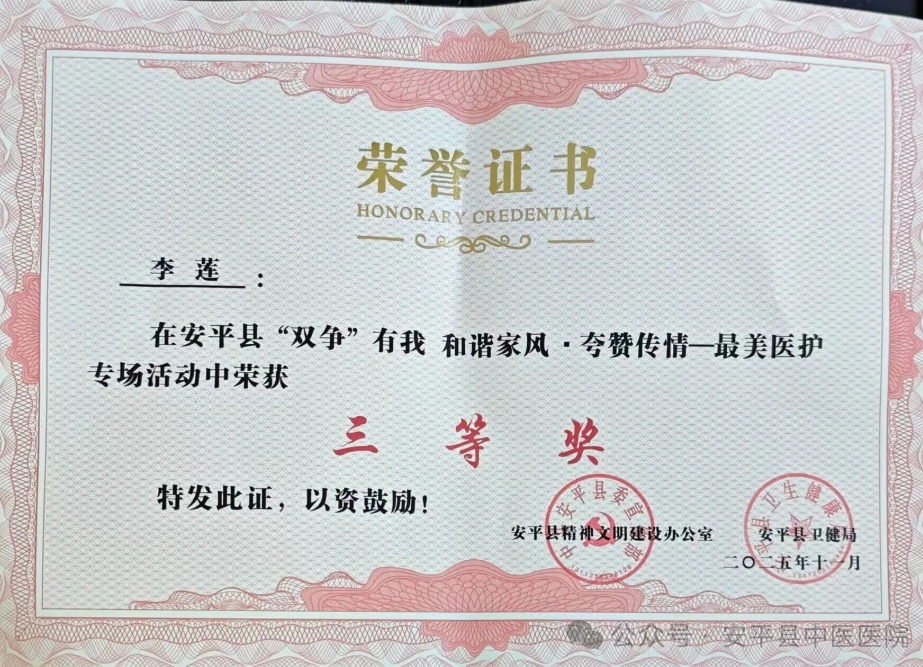 荣誉证书
HONORARY CREDENTIAL
李莲：
在安平县“双争”有我 和谐家风·夸赞传情—最美医护
专场活动中荣获
三等奖
特发此证，以资鼓励！
安平县精神文明建设办公室 安平县卫健局
二〇二五年十一月
公众号·安平县中医医院